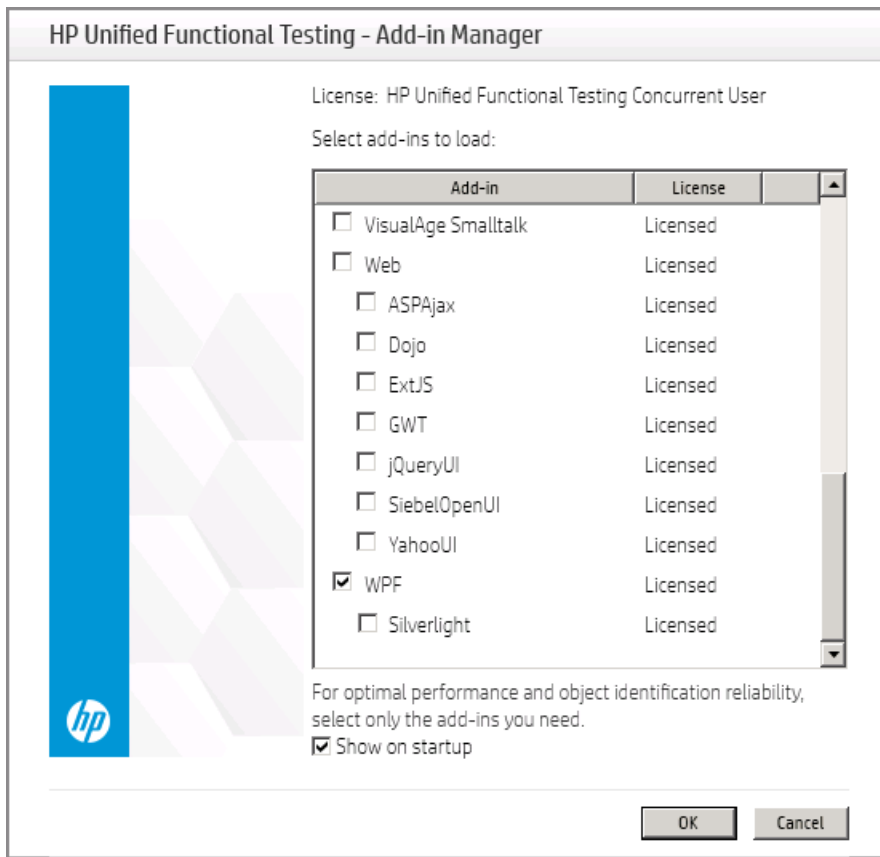 HP Unified Functional Testing - Add-in Manager
License: HP Unified Functional Testing Concurrent User
Select add-ins to load:
Add-in License
VisualAge Smalltalk Licensed
Web Licensed
ASPAjax Licensed
Dojo Licensed
ExtJS Licensed
GWT Licensed
jQueryUI Licensed
SiebelOpenUI Licensed
YahooUI Licensed
WPF Licensed
Silverlight Licensed
For optimal performance and object identification reliability,
select only the add-ins you need.
Show on startup
hp
OK Cancel